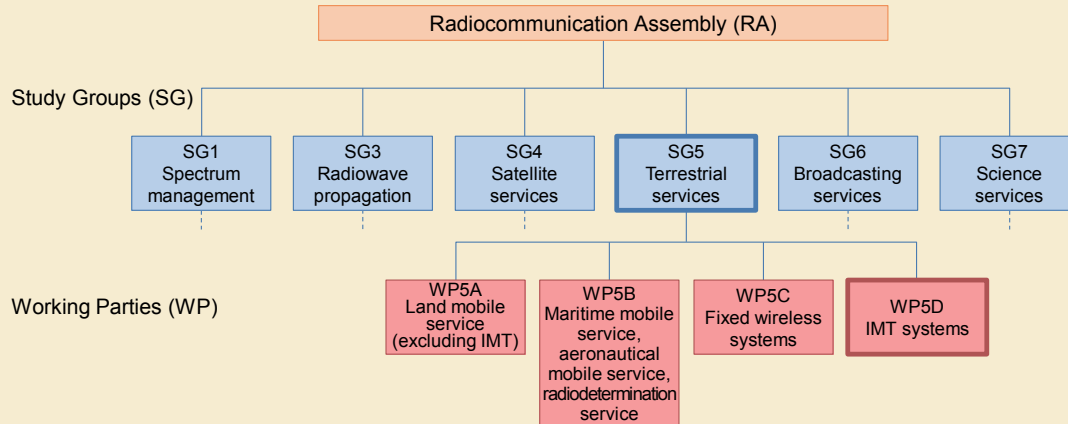 Radiocommunication Assembly (RA)
Study Groups (SG)
SG1
Spectrum
management
SG3
Radiowave
propagation
SG4
Satellite
services
SG5
Terrestrial
services
SG6
Broadcasting
services
SG7
Science
services
Working Parties (WP)
WP5A
Land mobile
service
(excluding IMT)
WP5B
Maritime mobile
service,
aeronautical
mobile service,
radiodetermination
service
WP5C
Fixed wireless
systems
WP5D
IMT systems